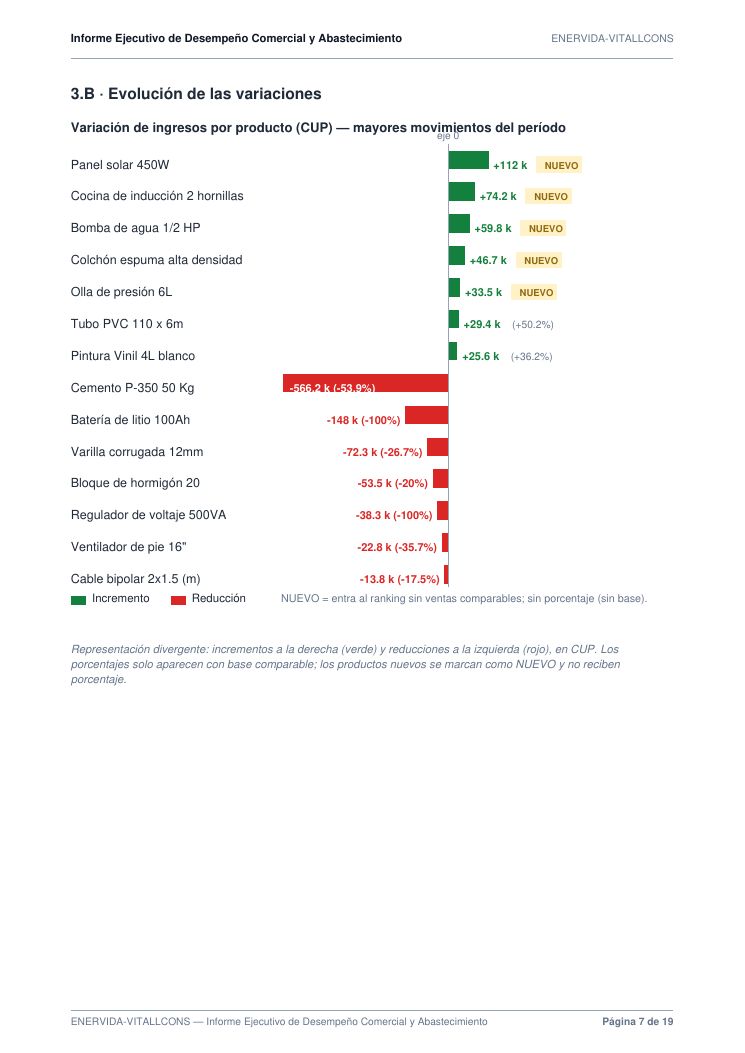 Informe Ejecutivo de Desempeño Comercial y Abastecimiento ENERVIDA-VITALLCONS
3.B · Evolución de las variaciones
Variación de ingresos por producto (CUP) — mayores movimientos del período
eje 0
Panel solar 450W +112 k NUEVO
Cocina de inducción 2 hornillas +74.2 k NUEVO
Bomba de agua 1/2 HP +59.8 k NUEVO
Colchón espuma alta densidad +46.7 k NUEVO
Olla de presión 6L +33.5 k NUEVO
Tubo PVC 110 x 6m +29.4 k (+50.2%)
Pintura Vinil 4L blanco +25.6 k (+36.2%)
Cemento P-350 50 Kg -566.2 k (-53.9%)
Batería de litio 100Ah -148 k (-100%)
Varilla corrugada 12mm -72.3 k (-26.7%)
Bloque de hormigón 20 -53.5 k (-20%)
Regulador de voltaje 500VA -38.3 k (-100%)
Ventilador de pie 16" -22.8 k (-35.7%)
Cable bipolar 2x1.5 (m) -13.8 k (-17.5%)
Incremento Reducción NUEVO = entra al ranking sin ventas comparables; sin porcentaje (sin base).
Representación divergente: incrementos a la derecha (verde) y reducciones a la izquierda (rojo), en CUP. Los
porcentajes solo aparecen con base comparable; los productos nuevos se marcan como NUEVO y no reciben
porcentaje.
ENERVIDA-VITALLCONS — Informe Ejecutivo de Desempeño Comercial y Abastecimiento Página 7 de 19